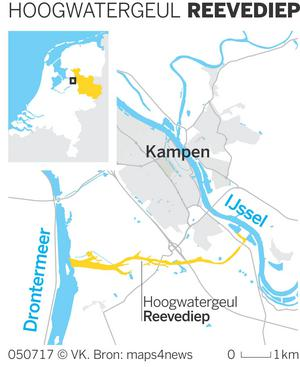 HOOGWATERGEUL REEVEDIEP
Kampen
IJssel
Drontermeer
Hoogwatergeul
Reevediep
050717 © VK. Bron: maps4news
0 1 km